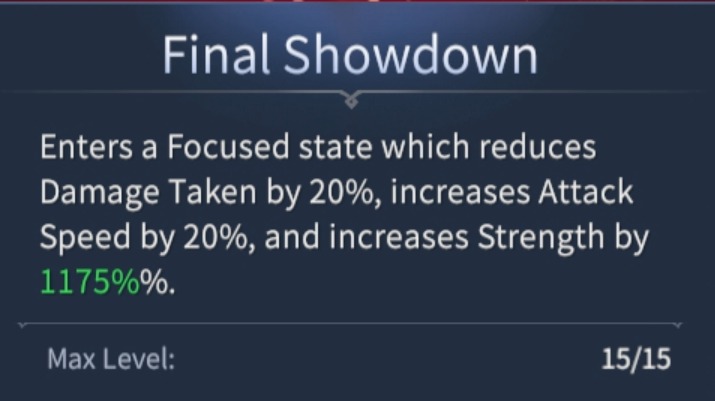 Final Showdown
Enters a Focused state which reduces
Damage Taken by 20%, increases Attack
Speed by 20%, and increases Strength by
1175%%.
Max Level: 15/15